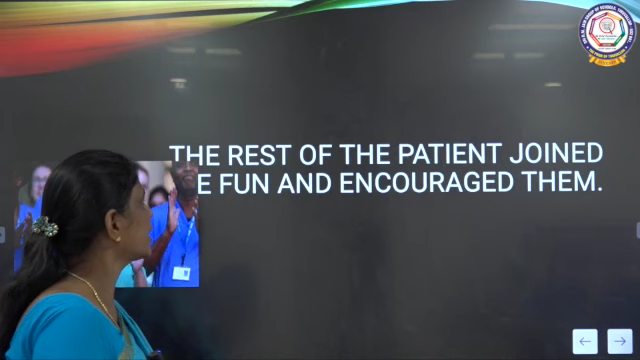 THE REST OF THE PATIENT JOINED
E FUN AND ENCOURAGED THEM.